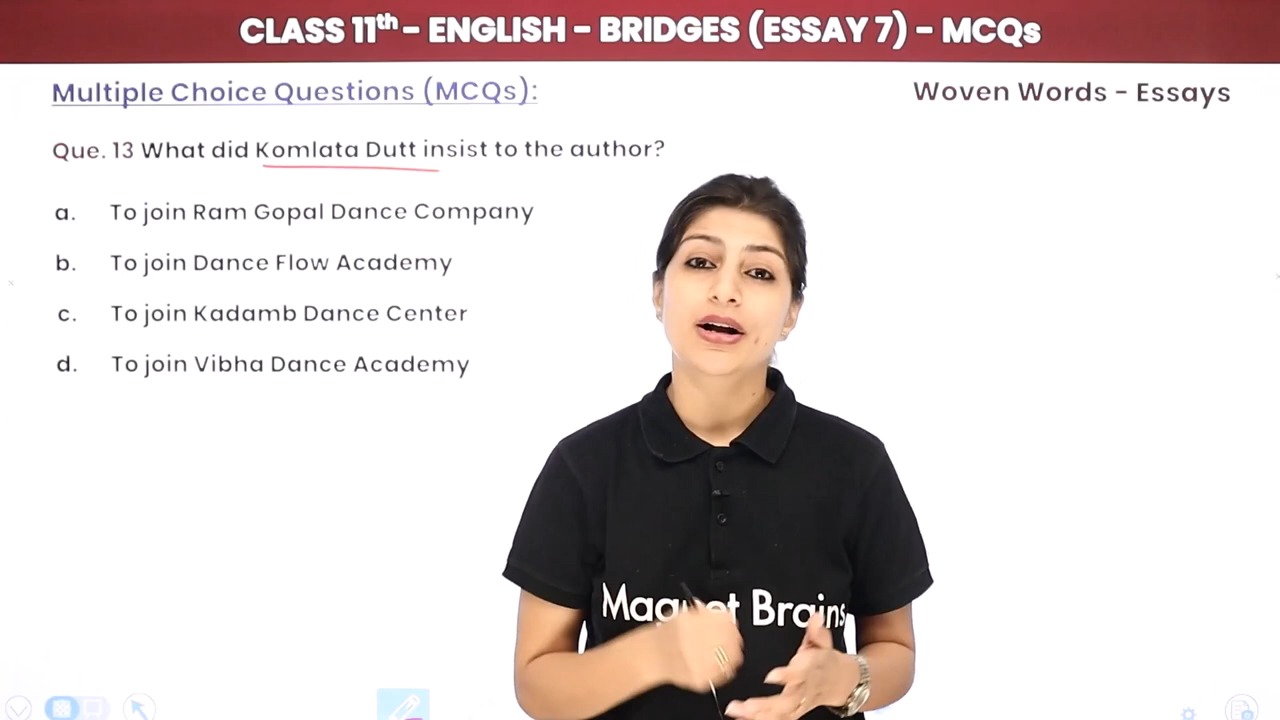 CLASS 11th - ENGLISH - BRIDGES (ESSAY 7) - MCQs
Multiple Choice Questions (MCQs):
Woven Words - Essays
Que. 13 What did Komlata Dutt insist to the author?
a. To join Ram Gopal Dance Company
b. To join Dance Flow Academy
c. To join Kadamb Dance Center
d. To join Vibha Dance Academy
Magnet Brains